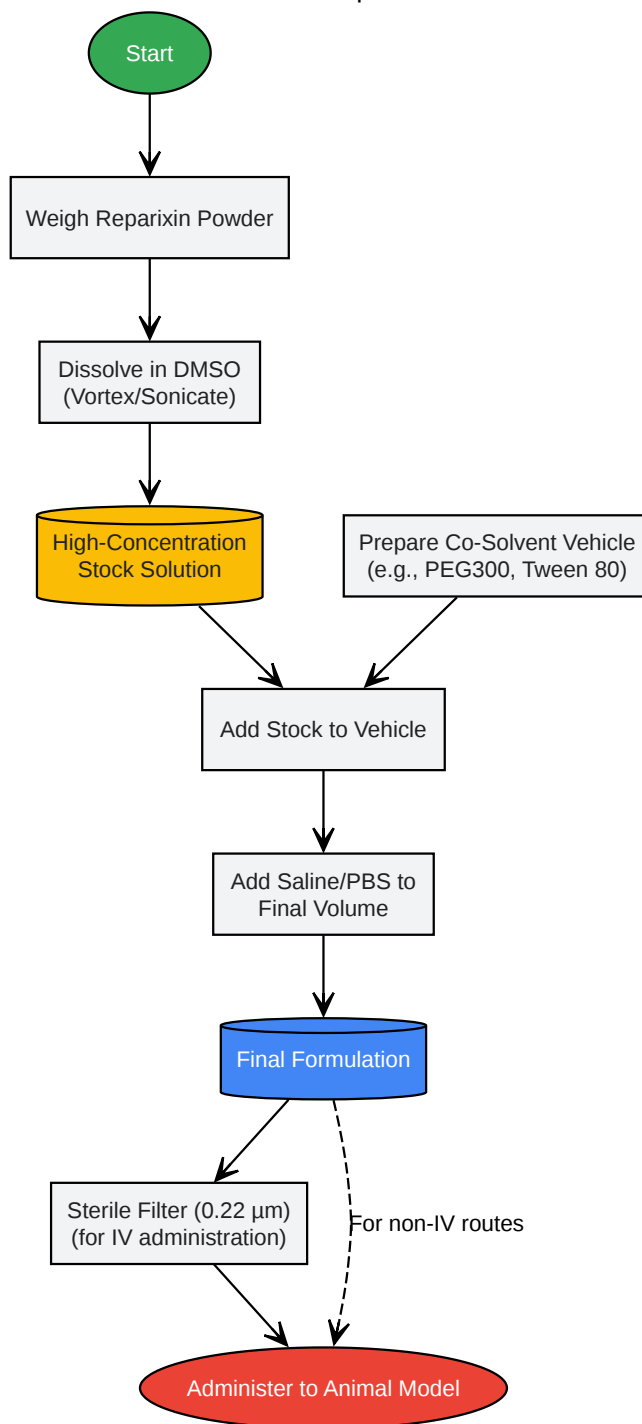 Start
Weigh Reparixin Powder
Dissolve in DMSO
(Vortex/Sonicate)
High-Concentration
Stock Solution
Prepare Co-Solvent Vehicle
(e.g., PEG300, Tween 80)
Add Stock to Vehicle
Add Saline/PBS to
Final Volume
Final Formulation
Sterile Filter (0.22 µm)
(for IV administration)
For non-IV routes
Administer to Animal Model